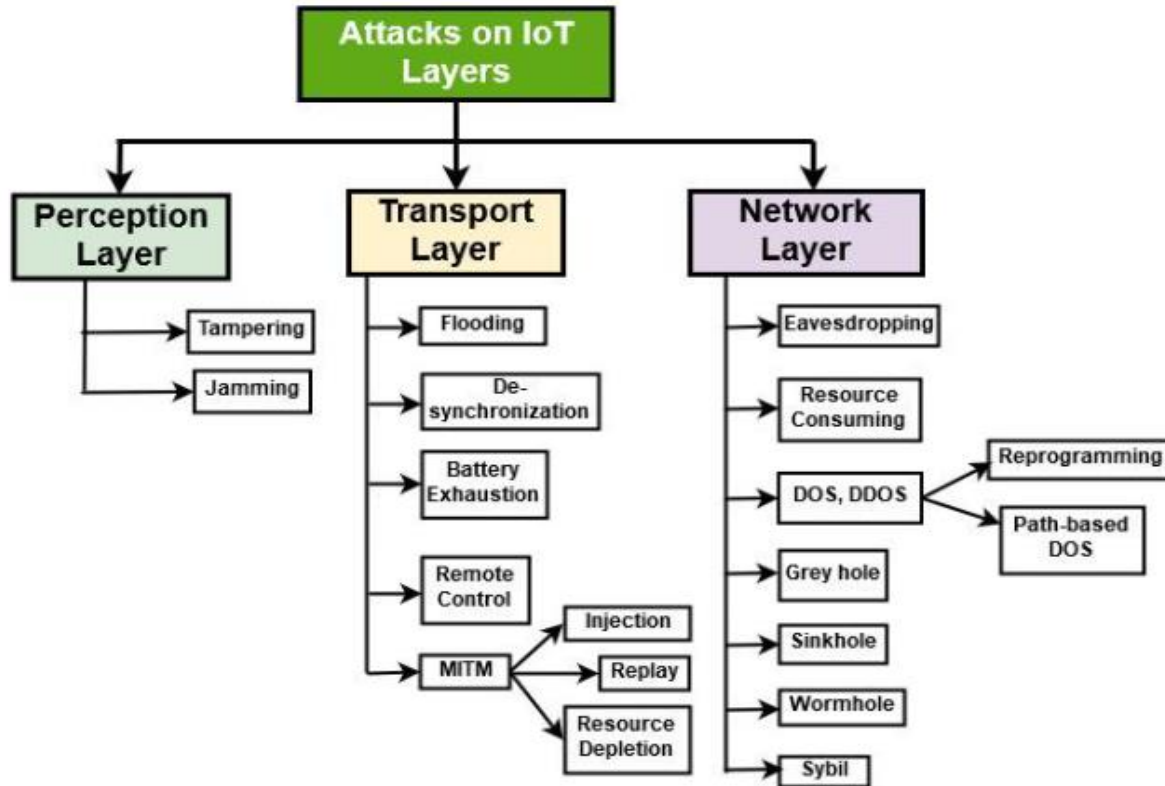 Attacks on IoT
Layers
Perception
Layer
Tampering
Jamming
Transport
Layer
Flooding
De-
synchronization
Battery
Exhaustion
Remote
Control
MITM
Injection
Replay
Resource
Depletion
Network
Layer
Eavesdropping
Resource
Consuming
DOS, DDOS
Reprogramming
Path-based
DOS
Grey hole
Sinkhole
Wormhole
Sybil